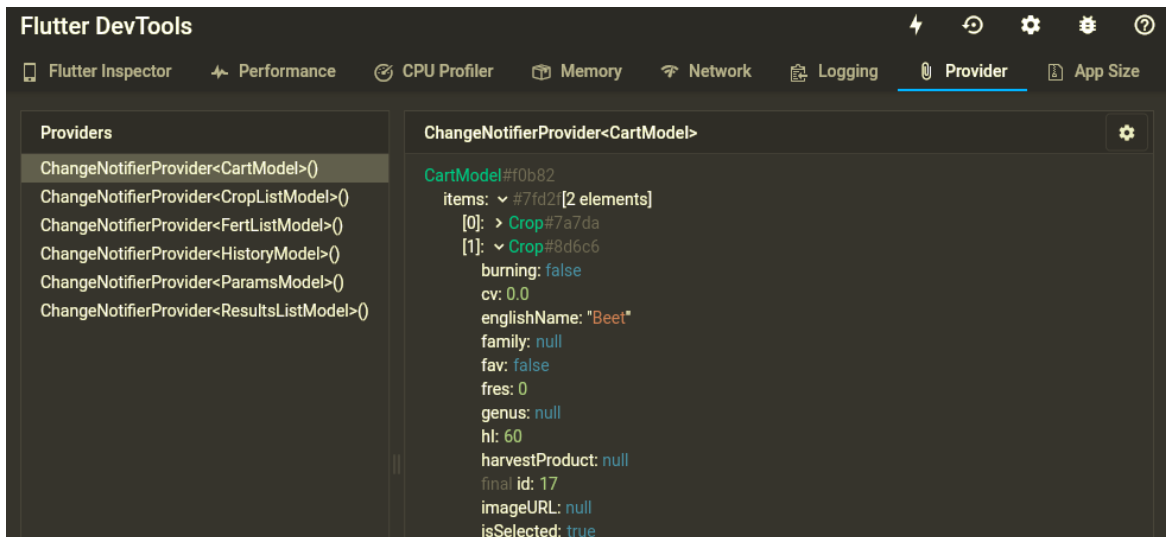 Flutter DevTools
Flutter Inspector Performance CPU Profiler Memory Network Logging Provider App Size
Providers
ChangeNotifierProvider<CartModel>()
ChangeNotifierProvider<CropListModel>()
ChangeNotifierProvider<FertListModel>()
ChangeNotifierProvider<HistoryModel>()
ChangeNotifierProvider<ParamsModel>()
ChangeNotifierProvider<ResultsListModel>()
ChangeNotifierProvider<CartModel>
CartModel#f0b82
items: #7fd2f[2 elements]
[0]: Crop#7a7da
[1]: Crop#8d6c6
burning: false
cv: 0.0
englishName: "Beet"
family: null
fav: false
fres: 0
genus: null
hl: 60
harvestProduct: null
final id: 17
imageURL: null
isSelected: true